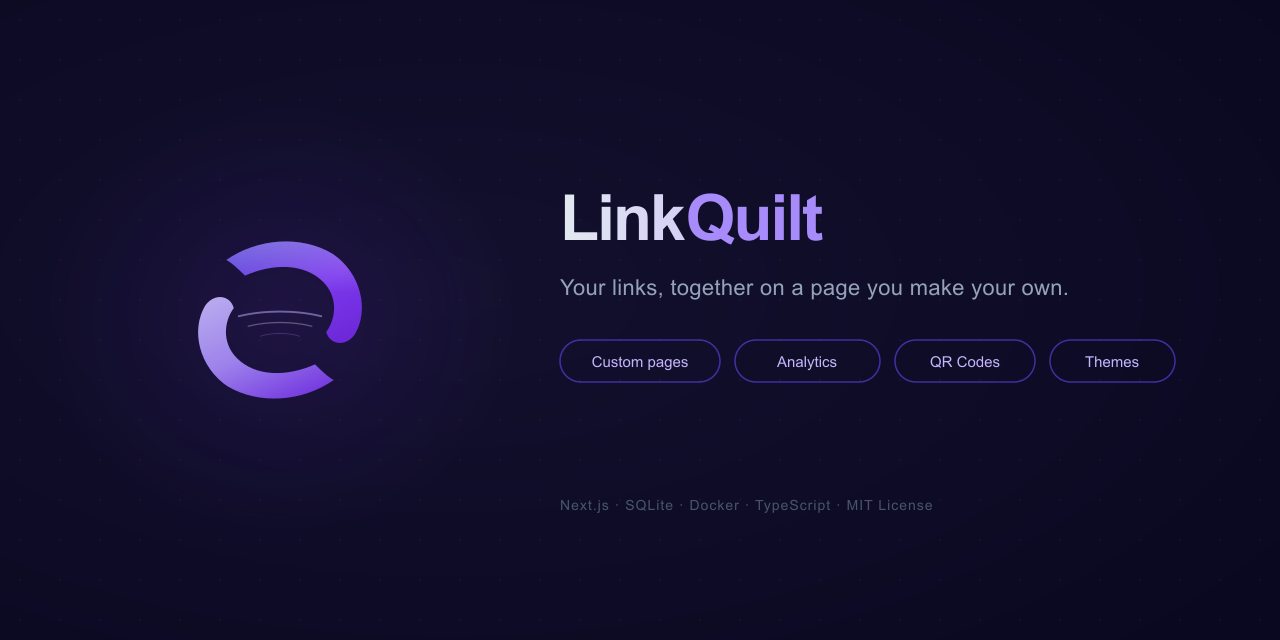 LinkQuilt
Your links, together on a page you make your own.
Custom pages Analytics QR Codes Themes
Next.js · SQLite · Docker · TypeScript · MIT License